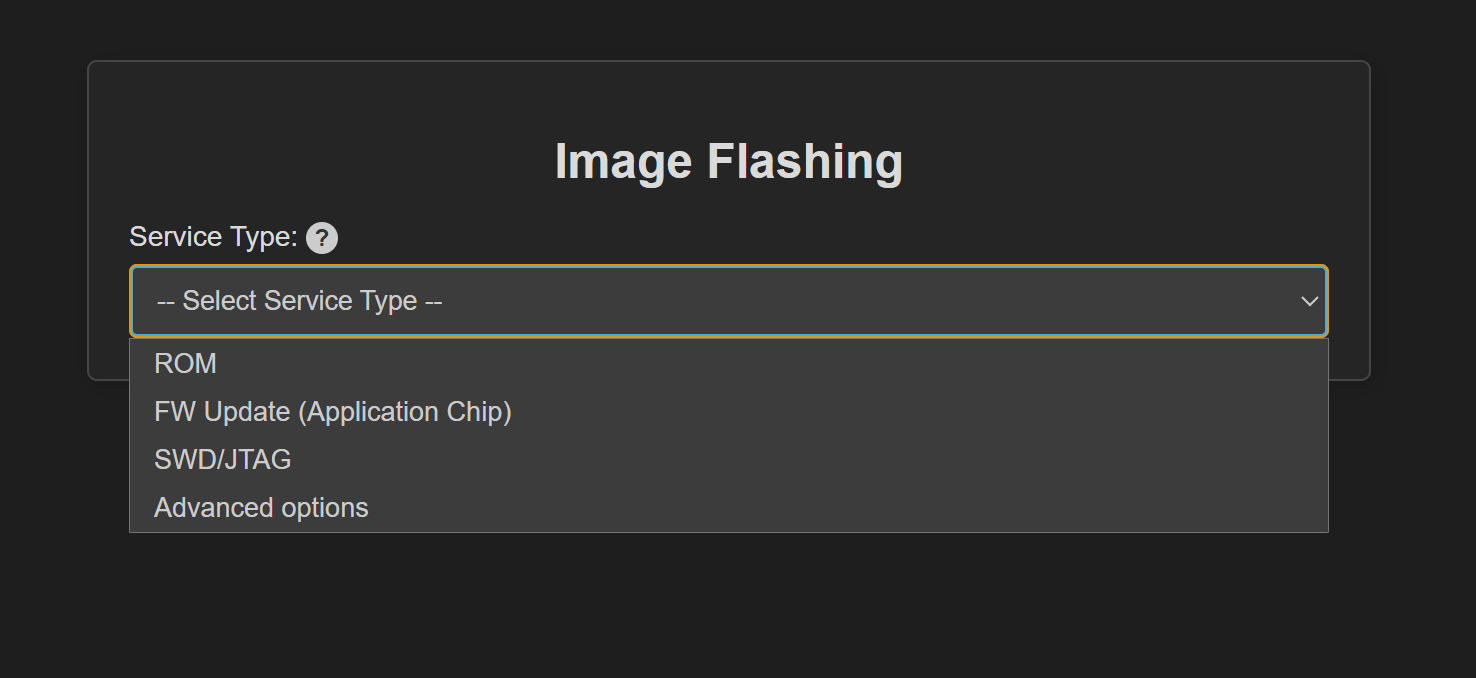 Image Flashing
Service Type: ?
-- Select Service Type --
ROM
FW Update (Application Chip)
SWD/JTAG
Advanced options